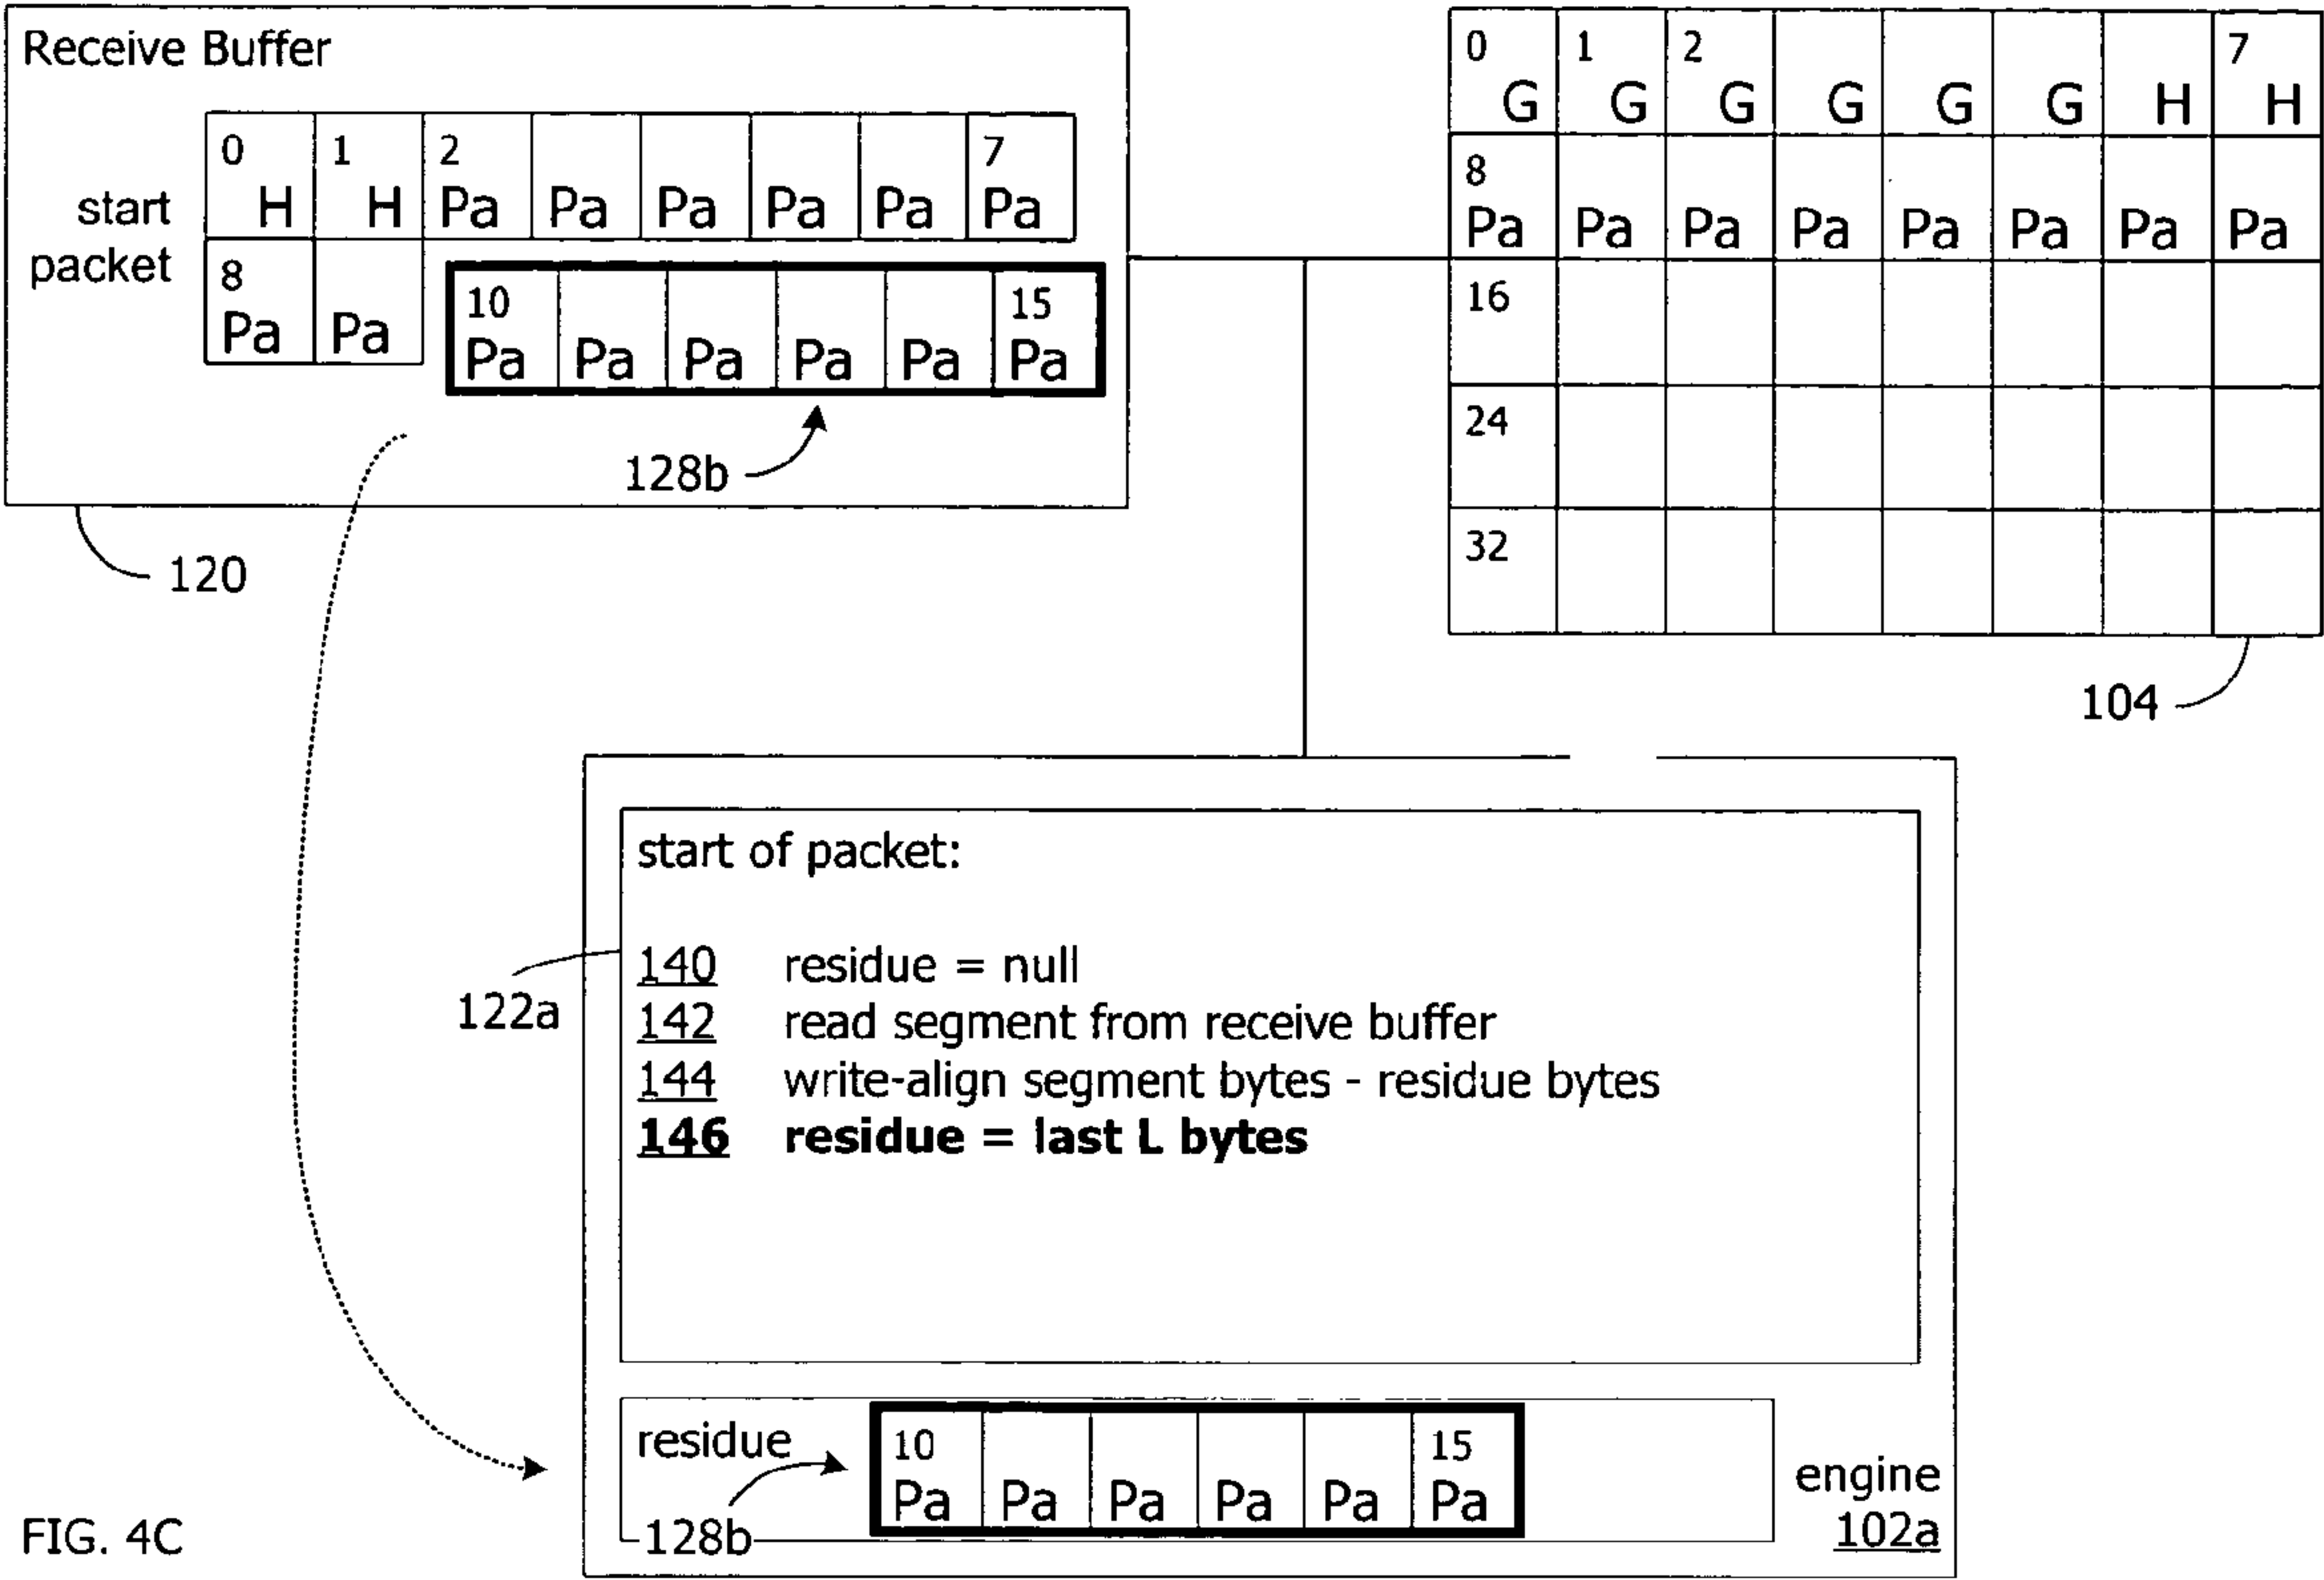 Receive Buffer
0 1 2 7
start H H Pa Pa Pa Pa Pa Pa
packet 8
Pa Pa
10 15
Pa Pa Pa Pa Pa Pa
128b
120
0 1 2 7
G G G G G G H H
8
Pa Pa Pa Pa Pa Pa Pa Pa
16
24
32
104
start of packet:
140 residue = null
122a
142 read segment from receive buffer
144 write-align segment bytes - residue bytes
146 residue = last L bytes
residue
10 15
Pa Pa Pa Pa Pa Pa
128b
engine
102a
FIG. 4C